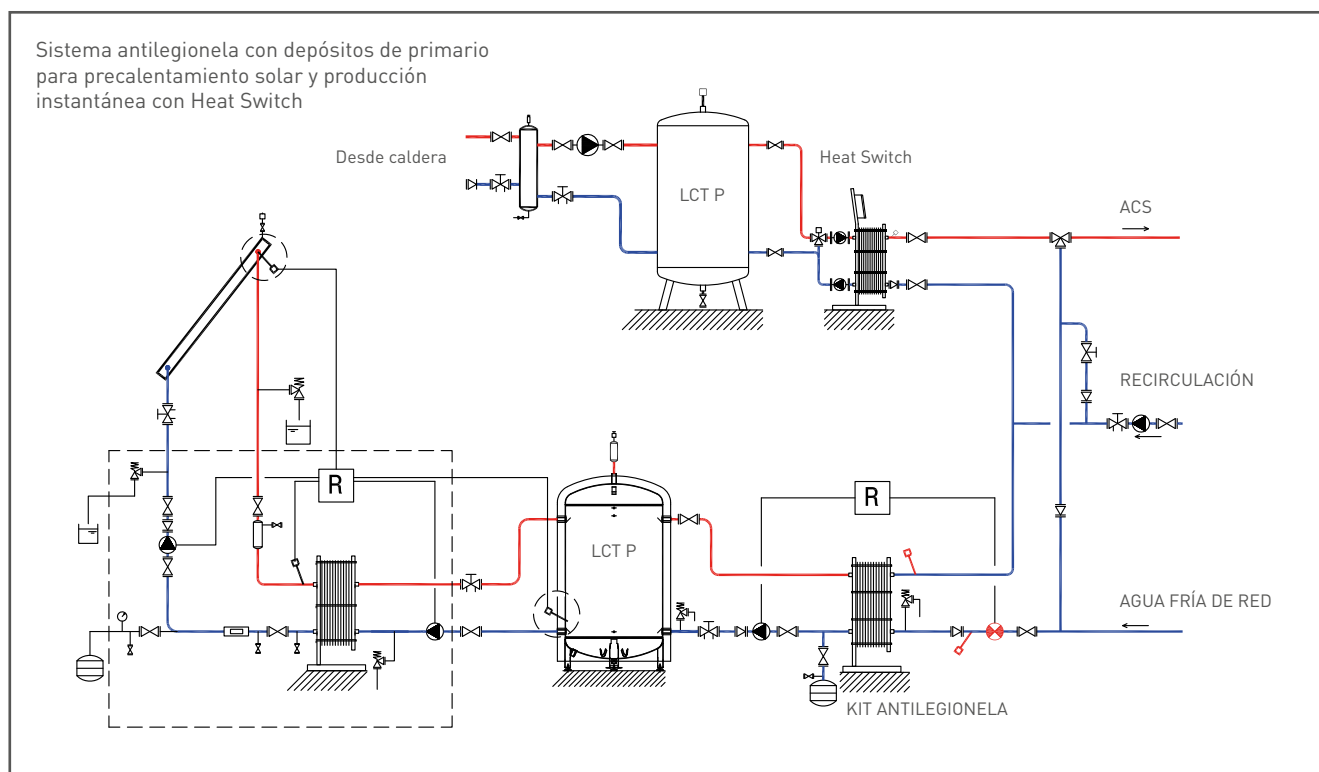 Sistema antilegionela con depósitos de primario
para precalentamiento solar y producción
instantánea con Heat Switch
Desde caldera
LCT P
Heat Switch
ACS
RECIRCULACIÓN
R
R
LCT P
AGUA FRÍA DE RED
KIT ANTILEGIONELA